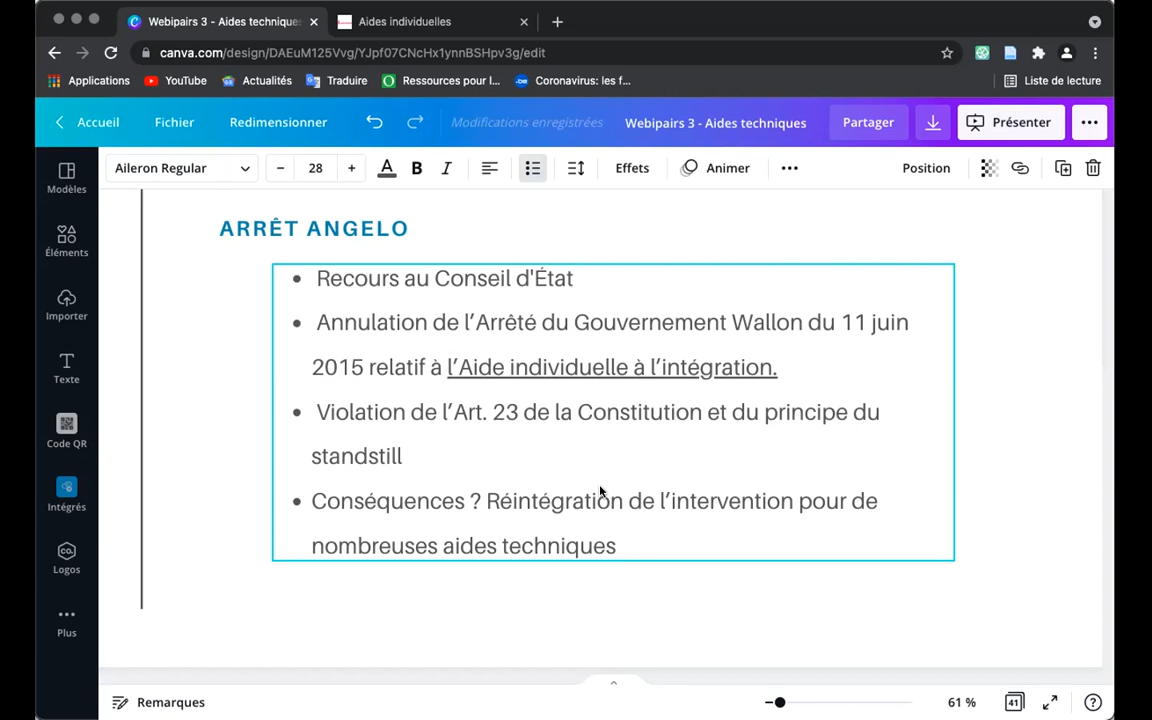 Webipairs 3 - Aides techniques
Aides individuelles
canva.com/design/DAEuM125Vvg/YJpf07CNcHx1ynnBSHpv3g/edit
Applications
YouTube
Actualités
Traduire
Ressources pour l...
Coronavirus: les f...
Liste de lecture
Accueil
Fichier
Redimensionner
Modifications enregistrées
Webipairs 3 - Aides techniques
Partager
Présenter
Aileron Regular
28
A
B
I
Effets
Animer
Position
Modèles
Éléments
Importer
Texte
Code QR
Intégrés
CO.
Logos
Plus
ARRÊT ANGELO
• Recours au Conseil d'État
• Annulation de l’Arrêté du Gouvernement Wallon du 11 juin
2015 relatif à l’Aide individuelle à l’intégration.
• Violation de l’Art. 23 de la Constitution et du principe du
standstill
• Conséquences ? Réintégration de l’intervention pour de
nombreuses aides techniques
Remarques
61 %
41